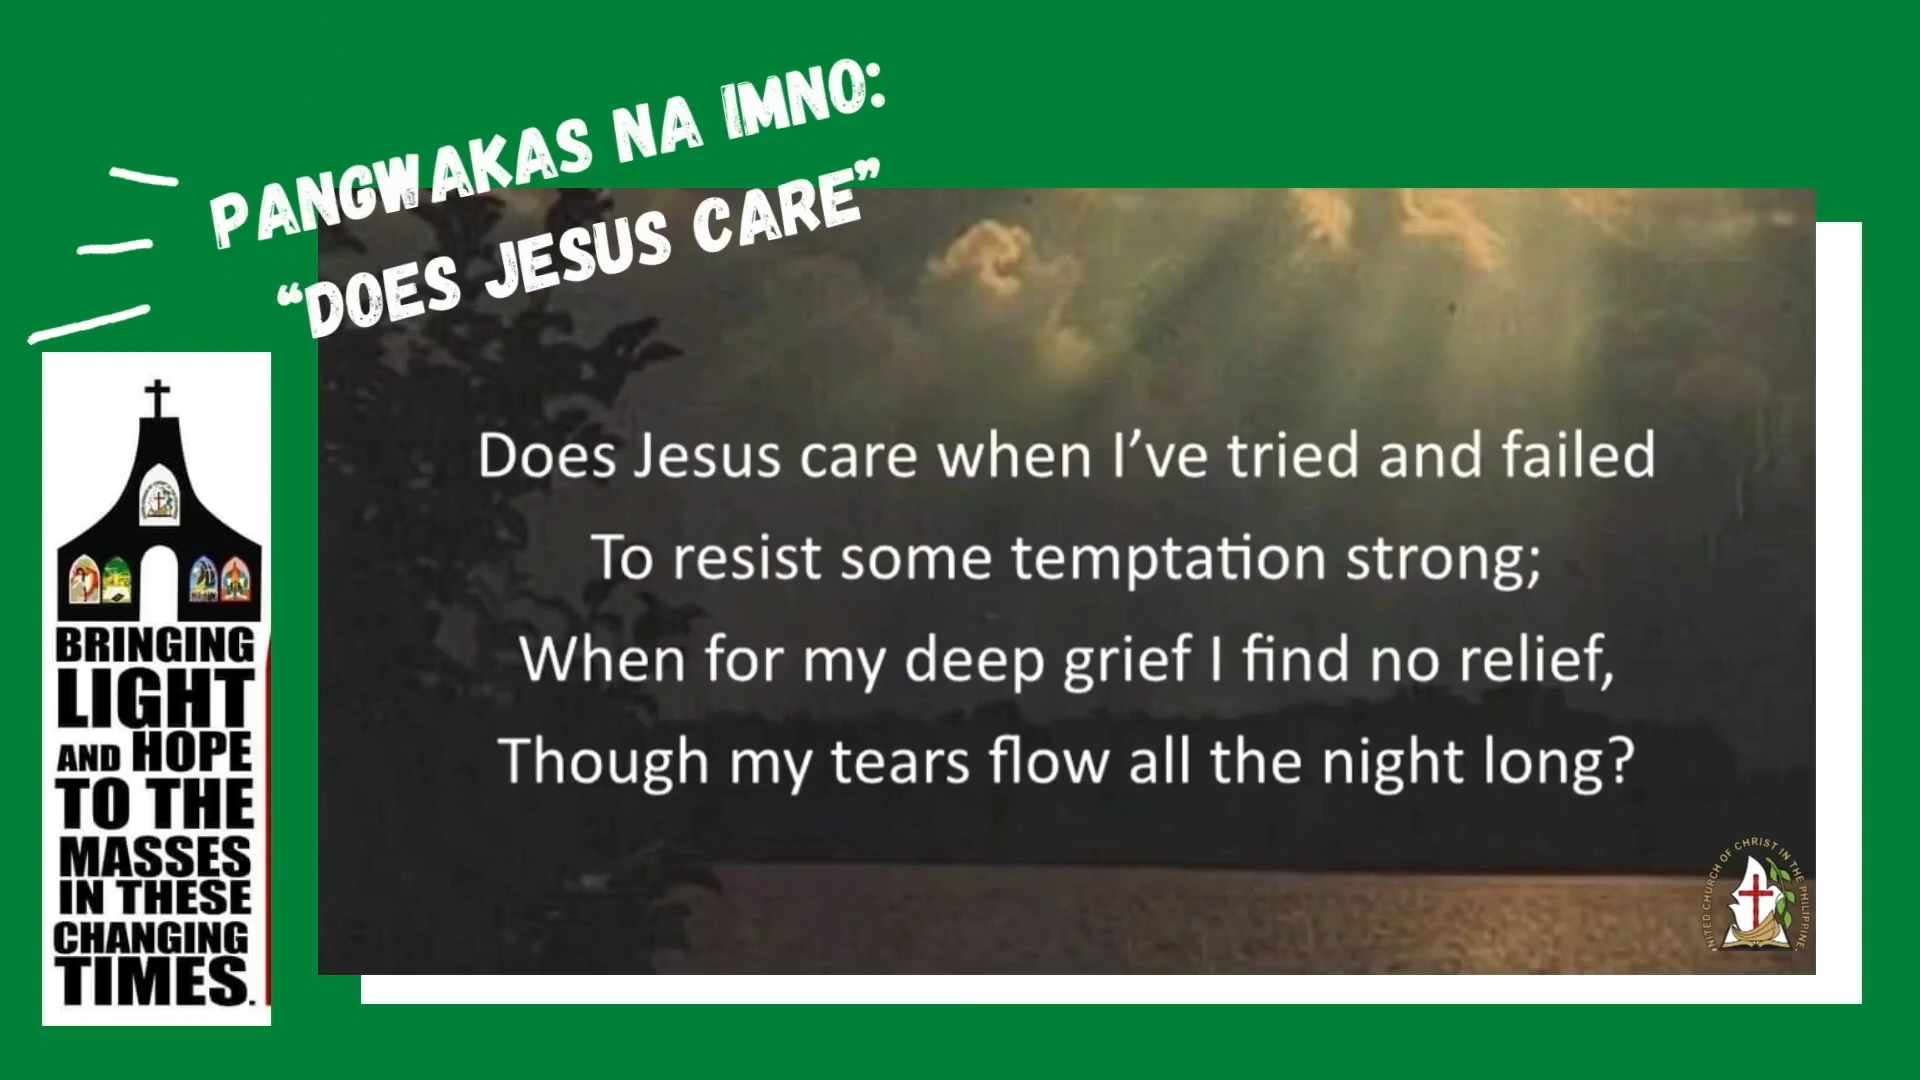 PANGWAKAS NA IMNO:
“DOES JESUS CARE”
Does Jesus care when I’ve tried and failed
To resist some temptation strong;
When for my deep grief I find no relief,
Though my tears flow all the night long?
BRINGING
LIGHT
AND HOPE
TO THE
MASSES
IN THESE
CHANGING
TIMES.
UNITED CHURCH OF CHRIST IN THE PHILIPPINES